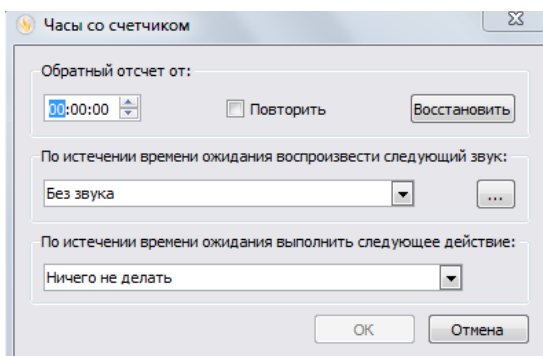 Часы со счетчиком
Обратный отсчет от:
00:00:00 Повторить Восстановить
По истечении времени ожидания воспроизвести следующий звук:
Без звука ...
По истечении времени ожидания выполнить следующее действие:
Ничего не делать
OK Отмена